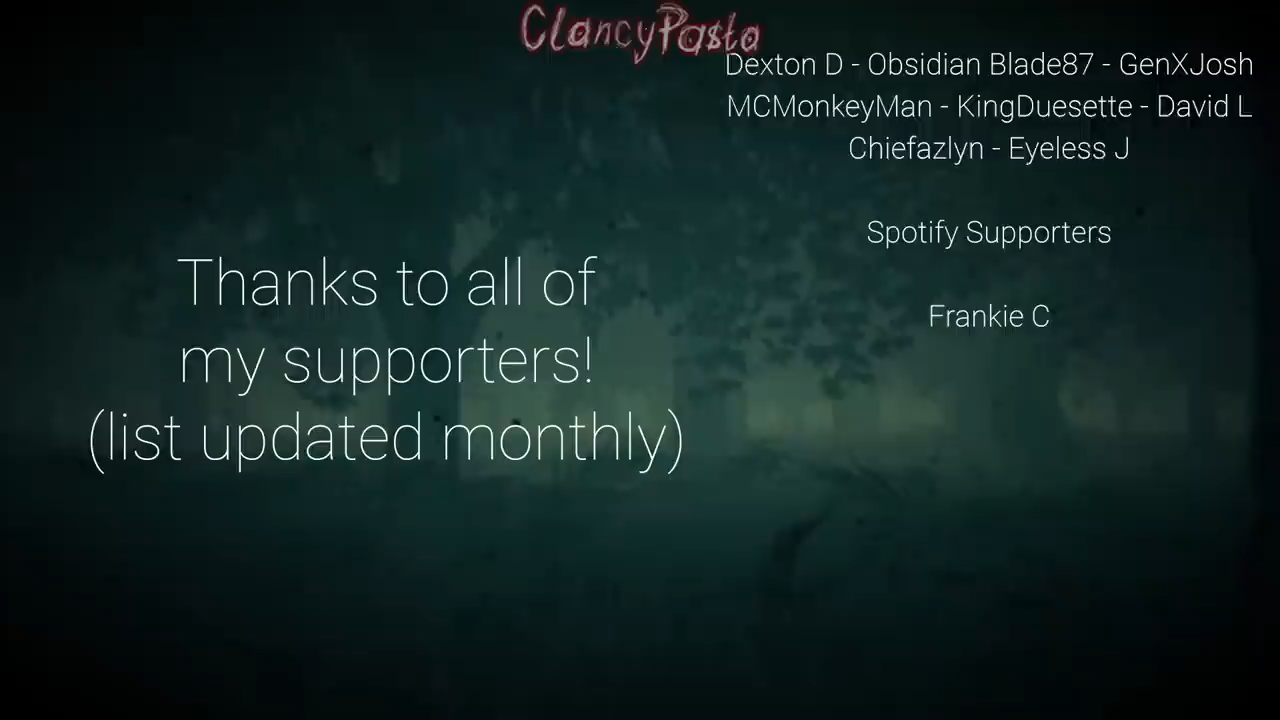 ClancyPasta
Dexton D - Obsidian Blade87 - GenXJosh
MCMonkeyMan - KingDuesette - David L
Chiefazlyn - Eyeless J
Spotify Supporters
Frankie C
Thanks to all of
my supporters!
(list updated monthly)